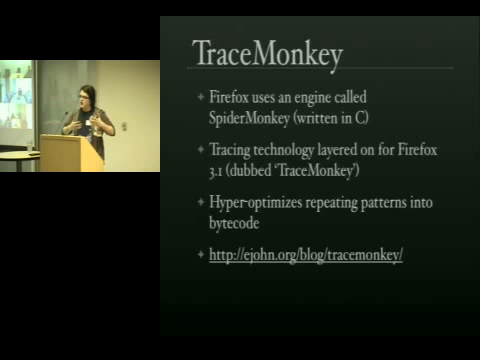 TraceMonkey
Firefox uses an engine called
SpiderMonkey (written in C)
Tracing technology layered on for Firefox
3.1 (dubbed ‘TraceMonkey’)
Hyper-optimizes repeating patterns into
bytecode
http://ejohn.org/blog/tracemonkey/